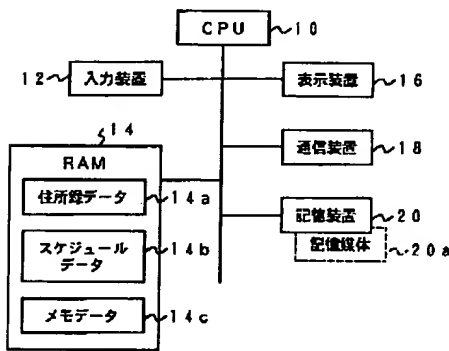 CPU 10
12 入力装置
表示装置 16
14
RAM
通信装置 18
住所録データ 14a
記憶装置 20
記憶媒体 20a
スケジュール
データ 14b
メモデータ 14c